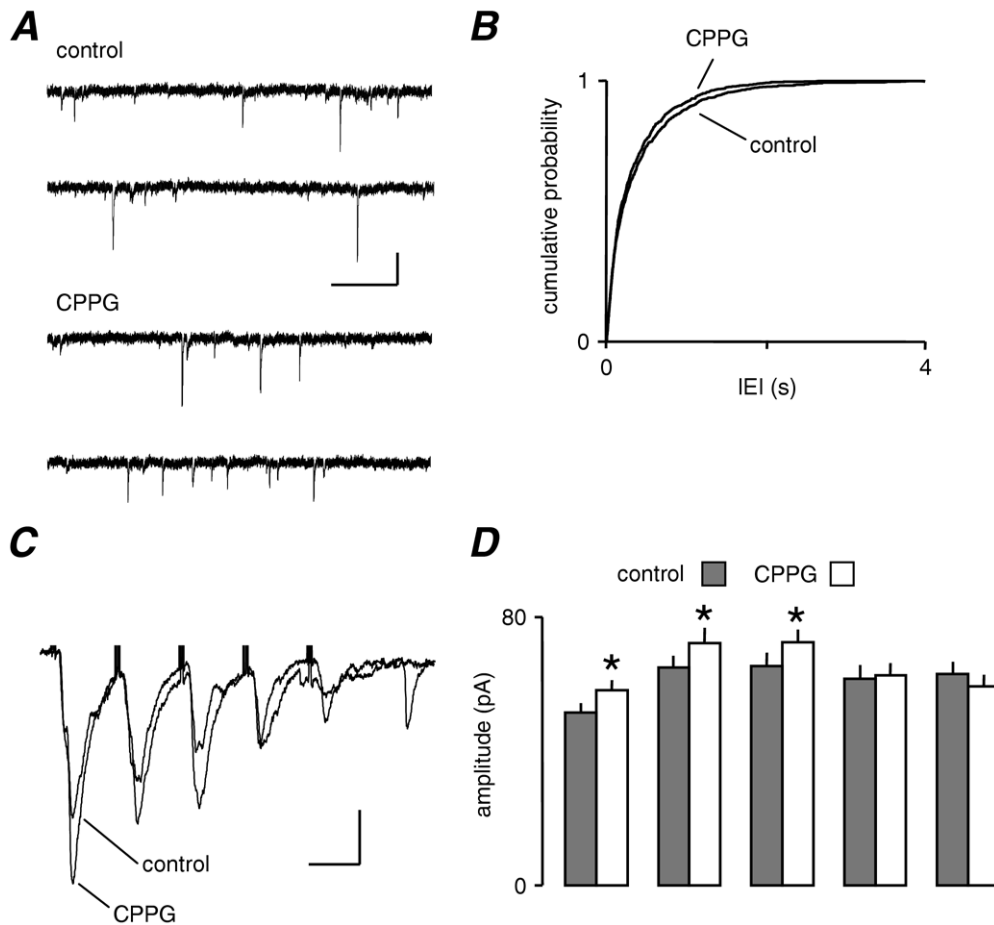 A
control
CPPG
B
CPPG
control
1
cumulative probability
0
0
4
IEI (s)
C
control
CPPG
D
control CPPG
80
* * *
amplitude (pA)
0